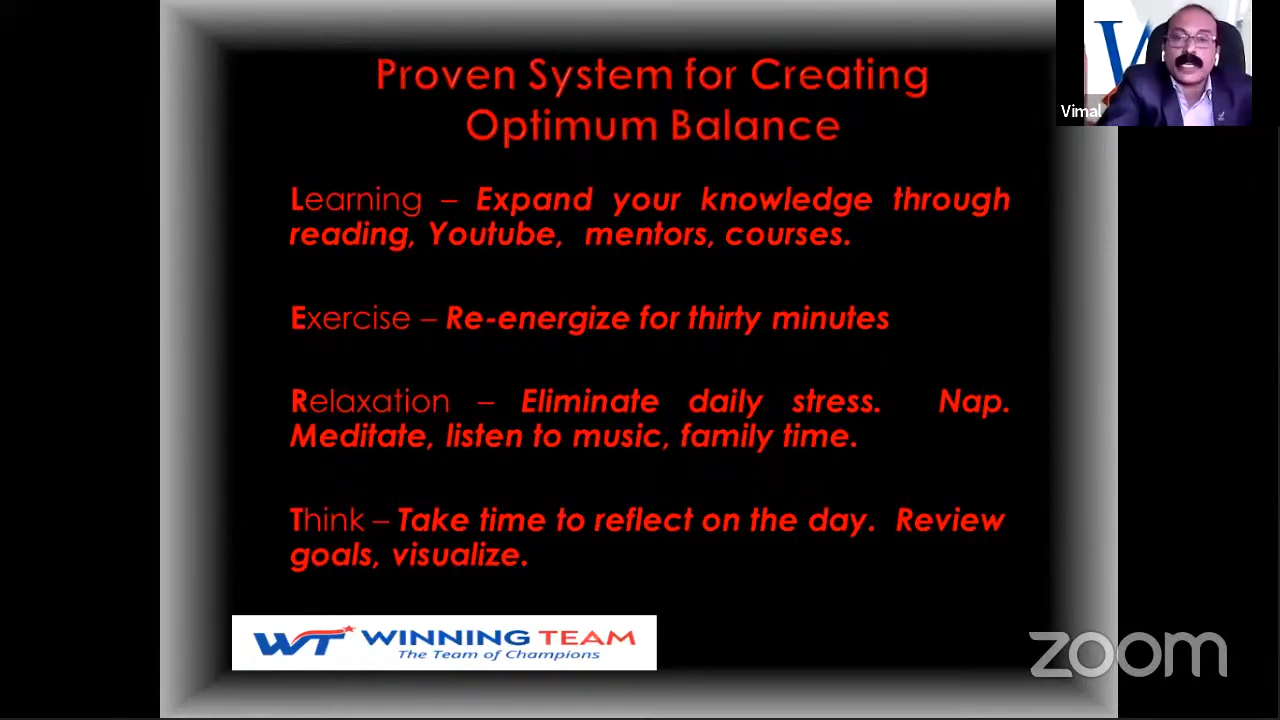 Proven System for Creating
Optimum Balance
Vimal
Learning – Expand your knowledge through
reading, Youtube, mentors, courses.
Exercise – Re-energize for thirty minutes
Relaxation – Eliminate daily stress. Nap.
Meditate, listen to music, family time.
Think – Take time to reflect on the day. Review
goals, visualize.
WT WINNING TEAM
The Team of Champions
zoom